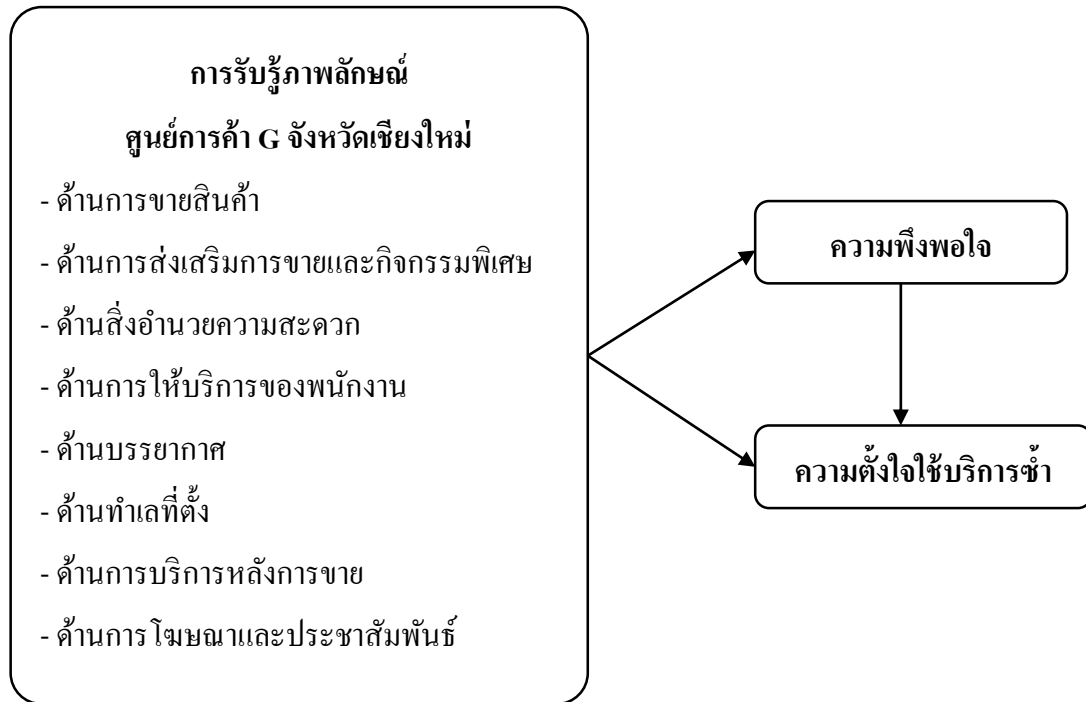 การรับรู้ภาพลักษณ์
ศูนย์การค้า G จังหวัดเชียงใหม่
- ด้านการขายสินค้า
- ด้านการส่งเสริมการขายและกิจกรรมพิเศษ
- ด้านสิ่งอำนวยความสะดวก
- ด้านการให้บริการของพนักงาน
- ด้านบรรยากาศ
- ด้านทำเลที่ตั้ง
- ด้านการบริการหลังการขาย
- ด้านการโฆษณาและประชาสัมพันธ์
ความพึงพอใจ
ความตั้งใจใช้บริการซ้ำ